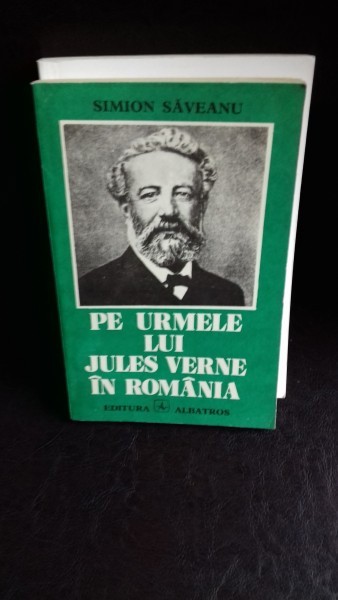 SIMION SĂVEANU
PE URMELE
LUI
JULES VERNE
ÎN ROMÂNIA
EDITURA ALBATROS